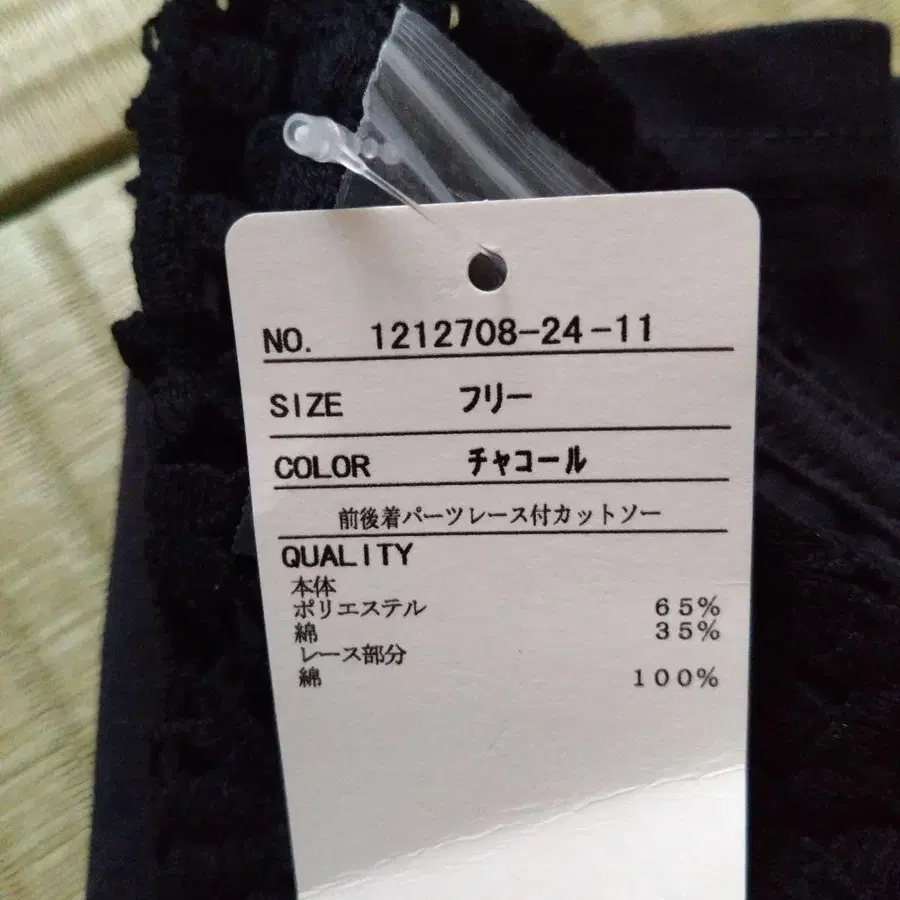 NO. 1212708-24-11
SIZE フリー
COLOR チャコール
前後着パーツレース付カットソー
QUALITY
本体
ポリエステル 65%
綿 35%
レース部分
綿 100%